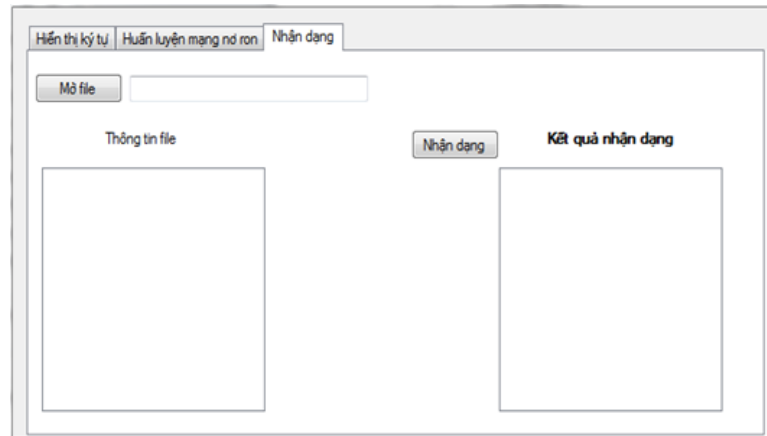 Hiển thị ký tự Huấn luyện mạng nơ ron Nhận dạng
Mở file
Thông tin file Nhận dạng Kết quả nhận dạng